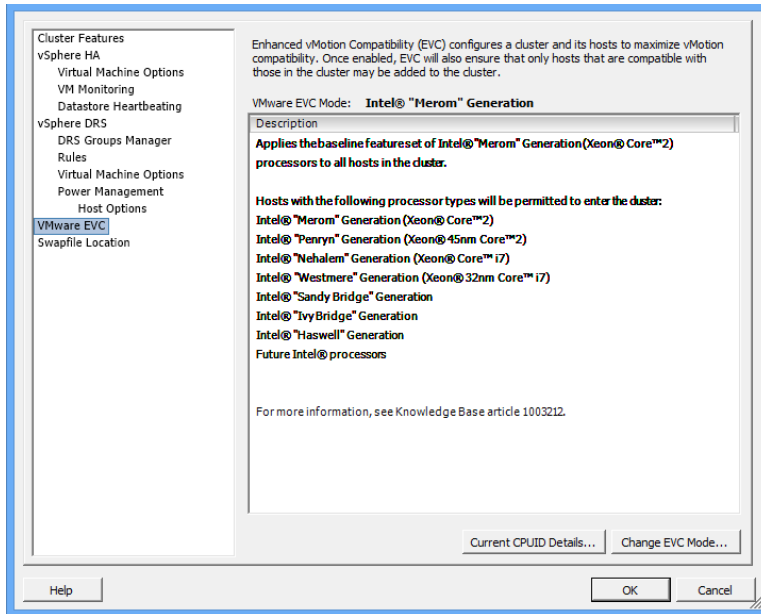 Cluster Features
vSphere HA
Virtual Machine Options
VM Monitoring
Datastore Heartbeating
vSphere DRS
DRS Groups Manager
Rules
Virtual Machine Options
Power Management
Host Options
VMware EVC
Swapfile Location
Enhanced vMotion Compatibility (EVC) configures a cluster and its hosts to maximize vMotion
compatibility. Once enabled, EVC will also ensure that only hosts that are compatible with
those in the cluster may be added to the cluster.
VMware EVC Mode: Intel® "Merom" Generation
Description
Applies the baseline feature set of Intel® "Merom" Generation (Xeon® Core™2)
processors to all hosts in the cluster.
Hosts with the following processor types will be permitted to enter the cluster:
Intel® "Merom" Generation (Xeon® Core™2)
Intel® "Penryn" Generation (Xeon® 45nm Core™2)
Intel® "Nehalem" Generation (Xeon® Core™ i7)
Intel® "Westmere" Generation (Xeon® 32nm Core™ i7)
Intel® "Sandy Bridge" Generation
Intel® "Ivy Bridge" Generation
Intel® "Haswell" Generation
Future Intel® processors
For more information, see Knowledge Base article 1003212.
Current CPUID Details... Change EVC Mode...
Help OK Cancel